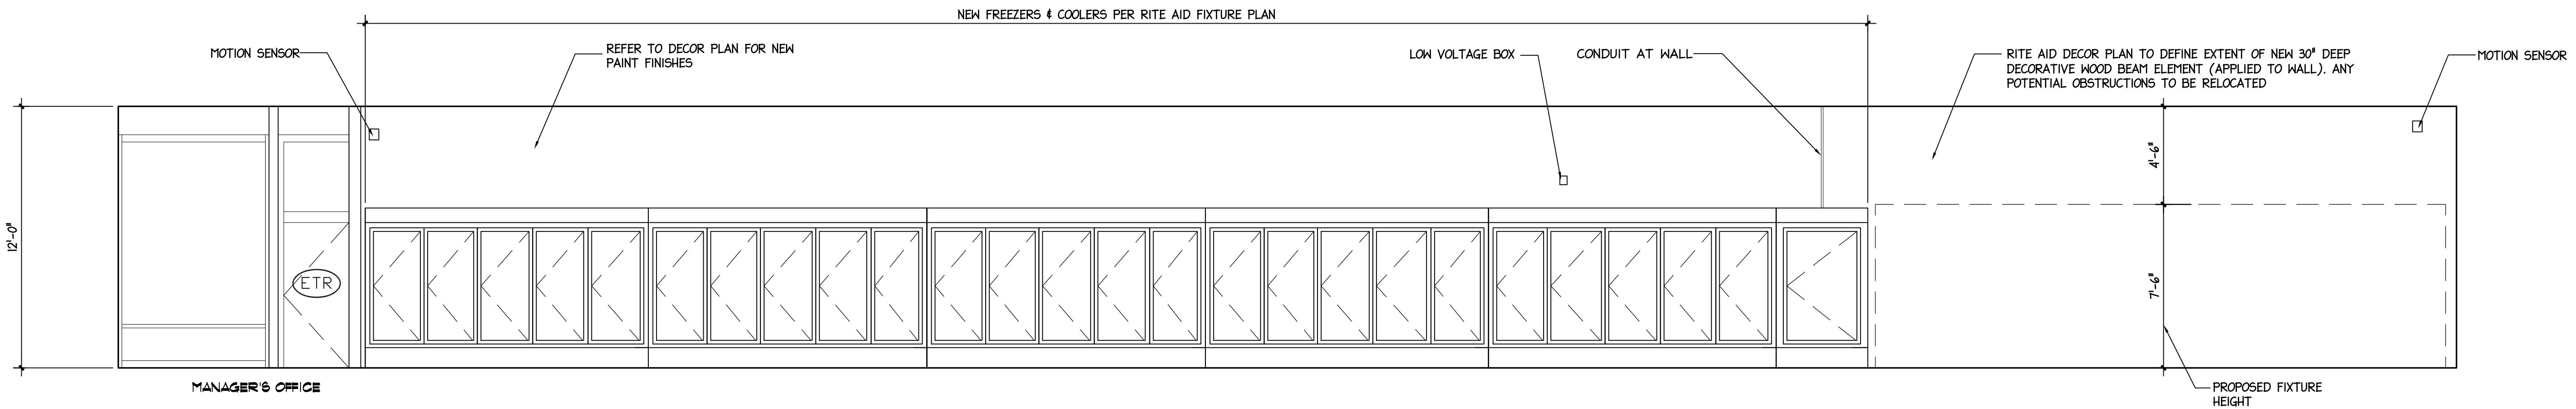 NEW FREEZERS & COOLERS PER RITE AID FIXTURE PLAN
MOTION SENSOR
REFER TO DECOR PLAN FOR NEW
PAINT FINISHES
LOW VOLTAGE BOX
CONDUIT AT WALL
RITE AID DECOR PLAN TO DEFINE EXTENT OF NEW 30" DEEP
DECORATIVE WOOD BEAM ELEMENT (APPLIED TO WALL). ANY
POTENTIAL OBSTRUCTIONS TO BE RELOCATED
MOTION SENSOR
4'-6"
12'-0"
ETR
7'-6"
MANAGER'S OFFICE
PROPOSED FIXTURE
HEIGHT